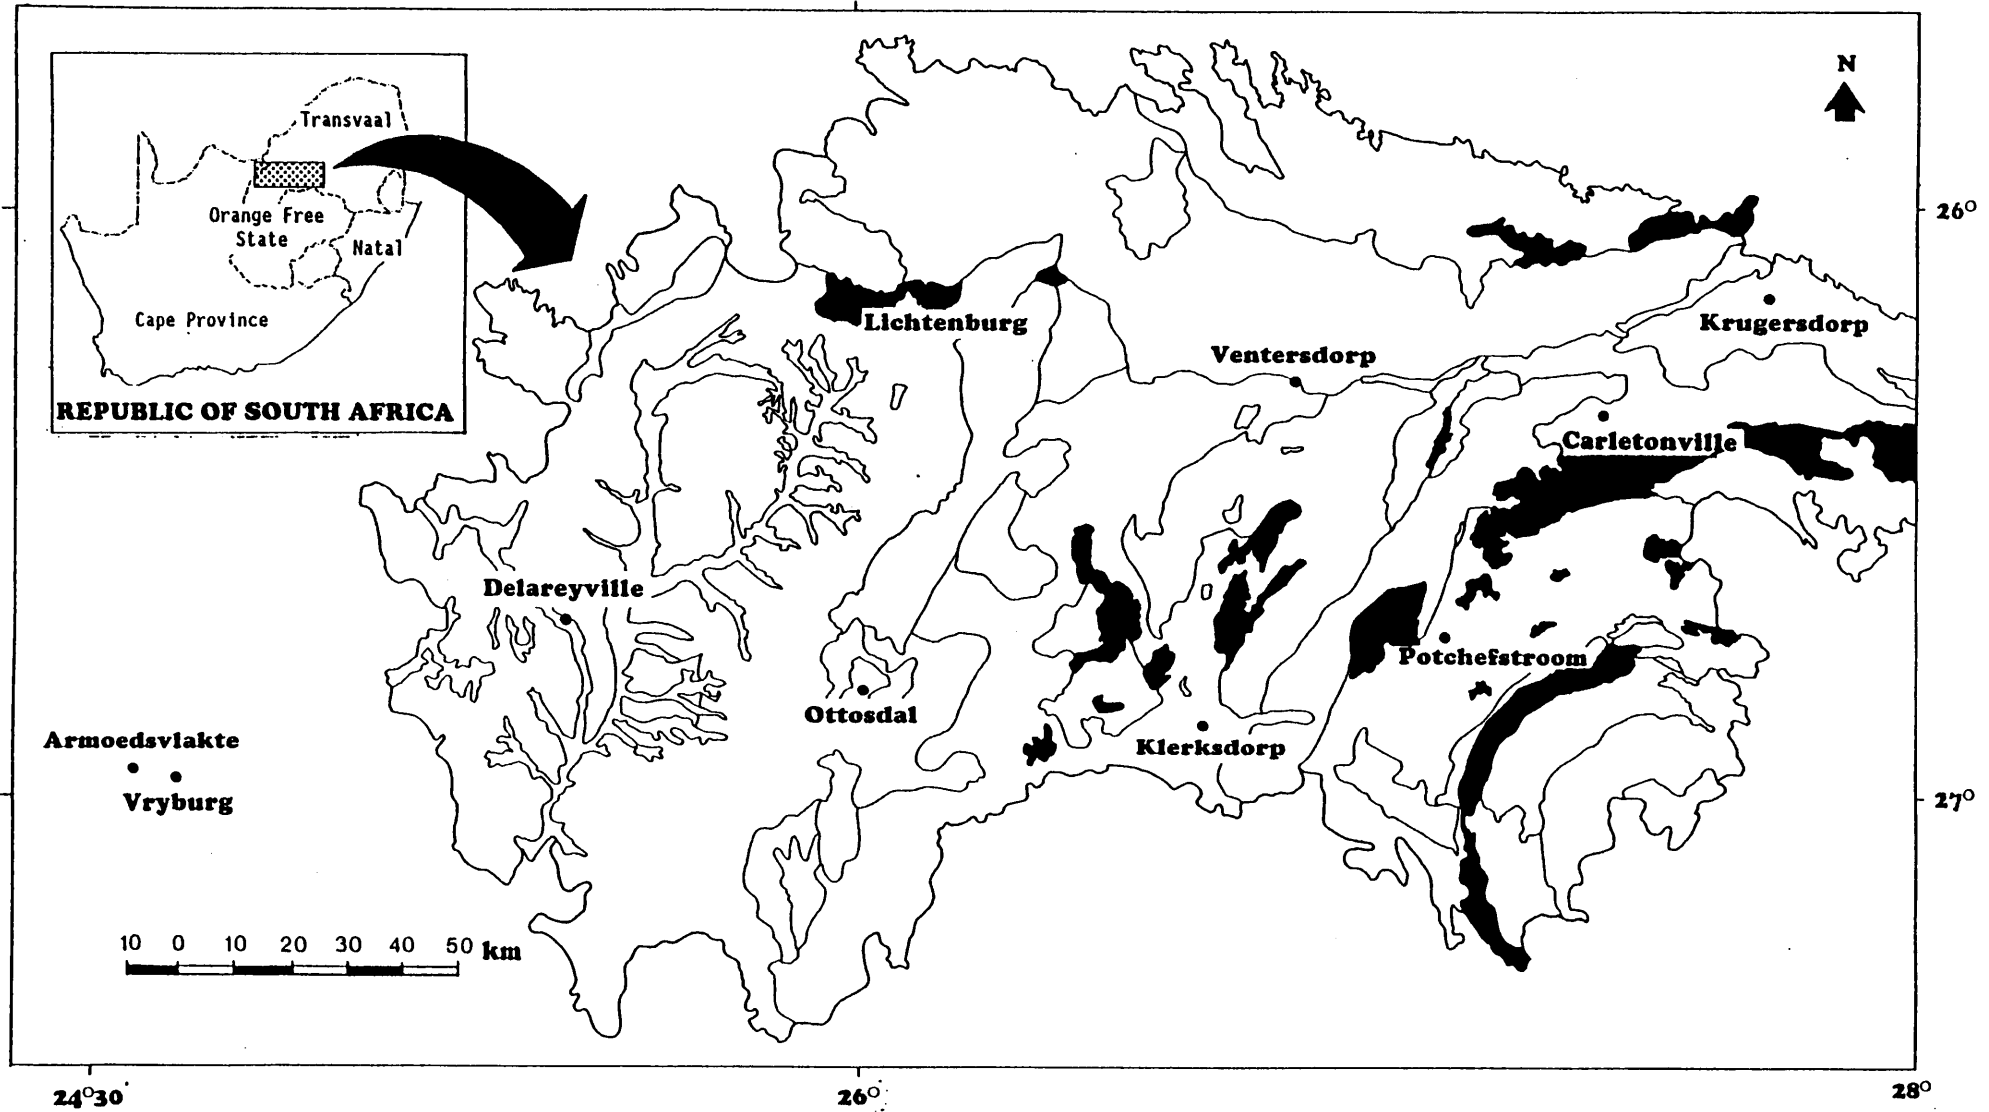 N
Transvaal
Orange Free
State
Natal
Cape Province
REPUBLIC OF SOUTH AFRICA
26°
Lichtenburg
Krugersdorp
Ventersdorp
Carletonville
Delareyville
Potchefstroom
Ottosdal
Klerksdorp
Armoedsvlakte
Vryburg
27°
10 0 10 20 30 40 50 km
24°30'
26°
28°